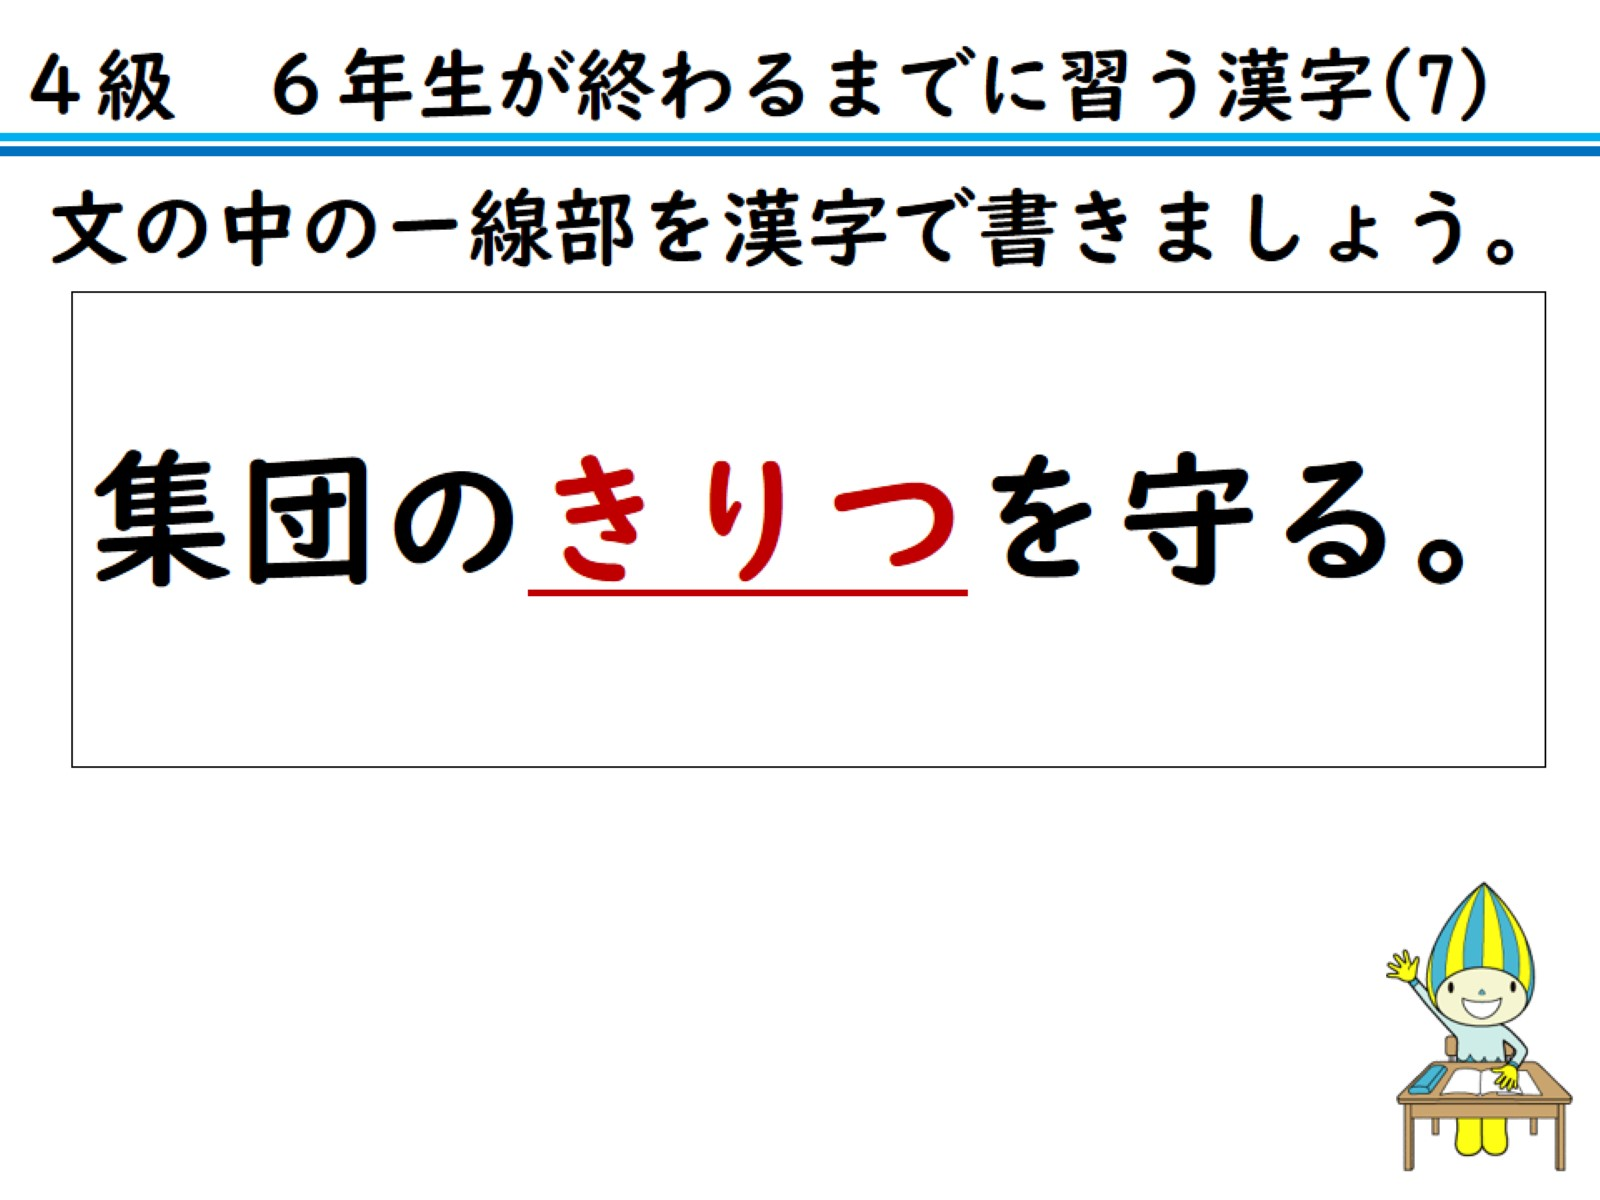 ４級　６年生が終わるまでに習う漢字(7)
文の中の一線部を漢字で書きましょう。
集団のきりつを守る。